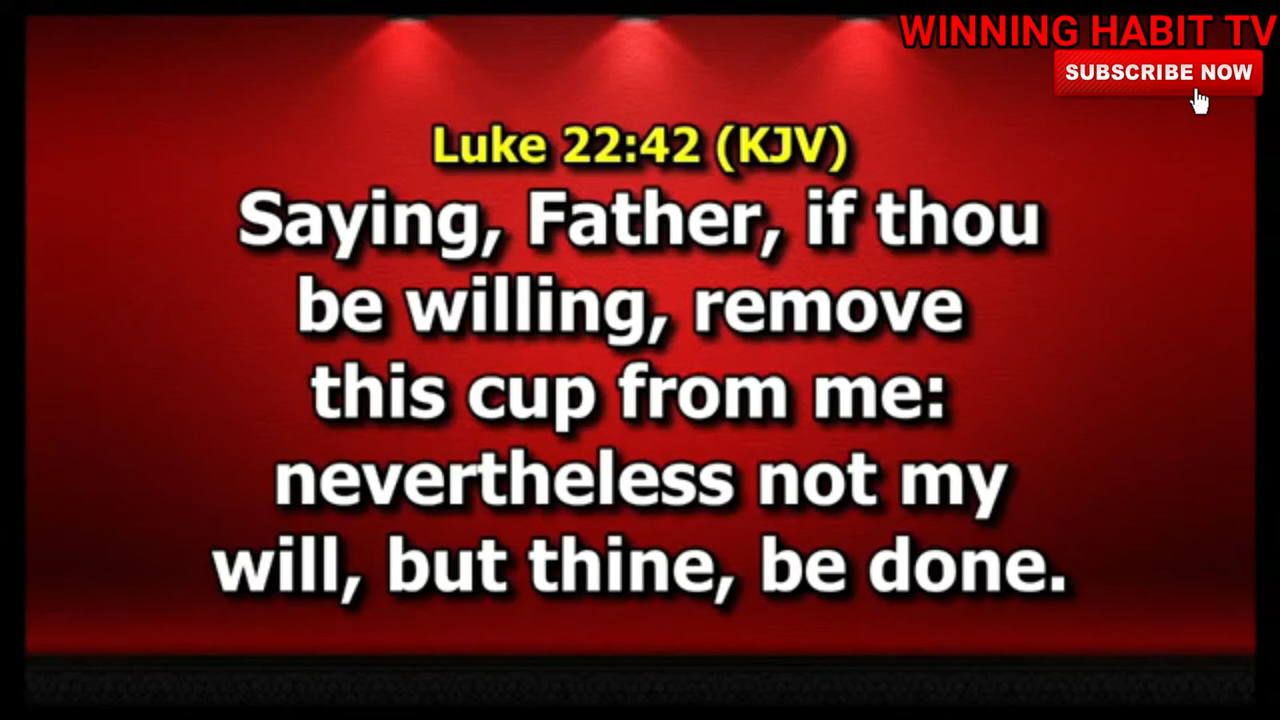 WINNING HABIT TV
SUBSCRIBE NOW
Luke 22:42 (KJV)
Saying, Father, if thou
be willing, remove
this cup from me:
nevertheless not my
will, but thine, be done.